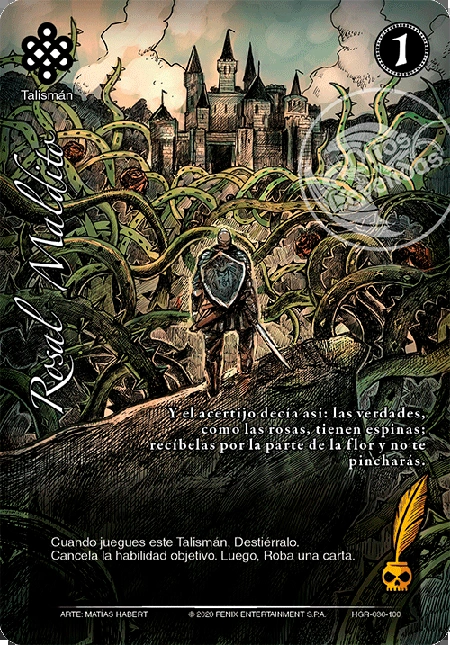 1
Talismán
Rosal Maldito
Y el acertijo decía así: las verdades,
como las rosas, tienen espinas;
recíbelas por la parte de la flor y no te
pincharás.
Cuando juegues este Talismán, Destiérralo.
Cancela la habilidad objetivo. Luego, Roba una carta.
ARTE: MATIAS HABERT
© 2020 FENIX ENTERTAINMENT S.P.A.
HGR-030-100